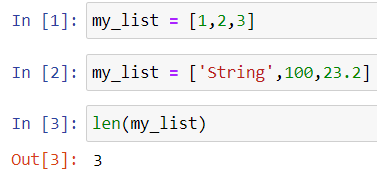 In [1]: my_list = [1,2,3]
In [2]: my_list = ['String',100,23.2]
In [3]: len(my_list)
Out[3]: 3